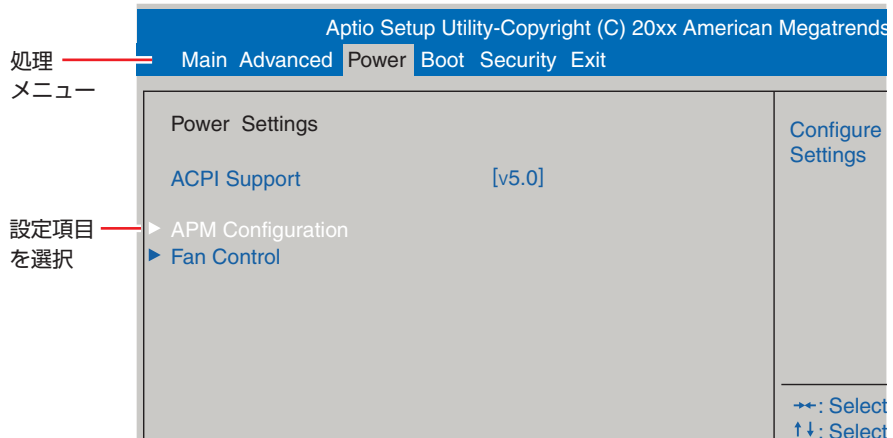 Aptio Setup Utility-Copyright (C) 20xx American Megatrends
Main Advanced Power Boot Security Exit
処理
メニュー
Power Settings
ACPI Support [v5.0]
設定項目
を選択
▶ APM Configuration
▶ Fan Control
Configure
Settings
→←: Select
↑↓: Select